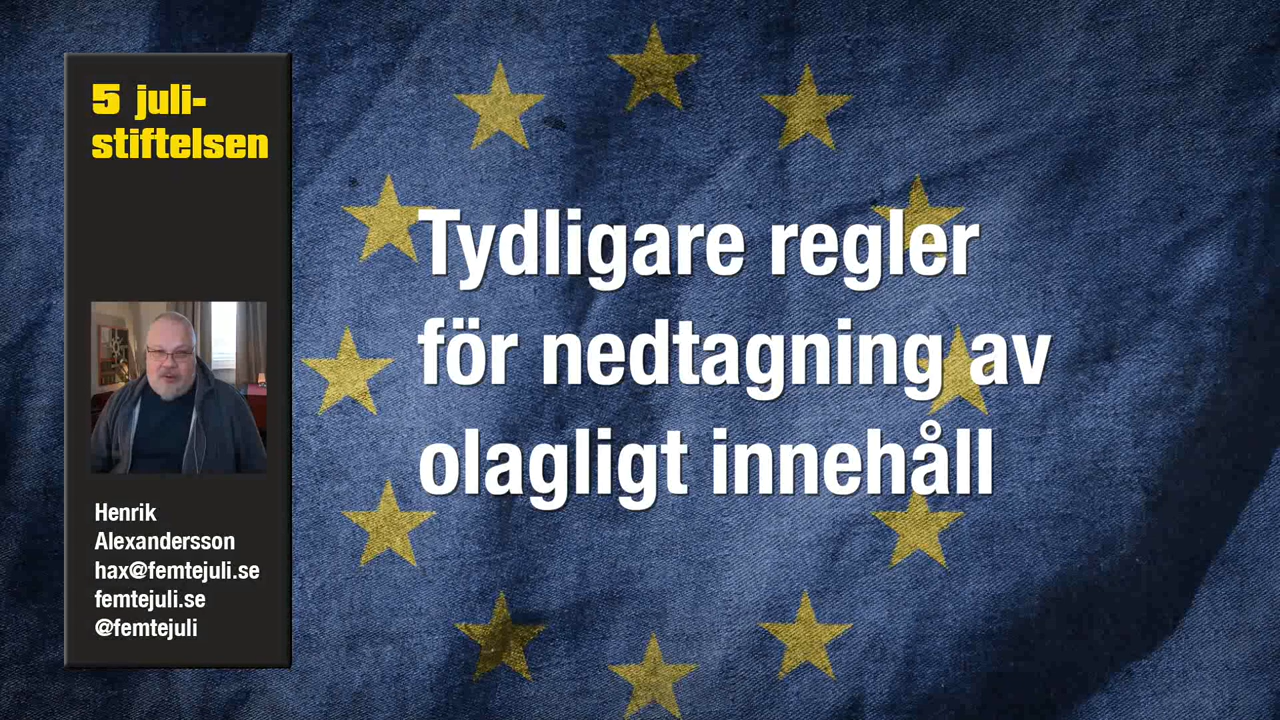 5 juli-
stiftelsen
Tydligare regler
för nedtagning av
olagligt innehåll
Henrik
Alexandersson
hax@femtejuli.se
femtejuli.se
@femtejuli